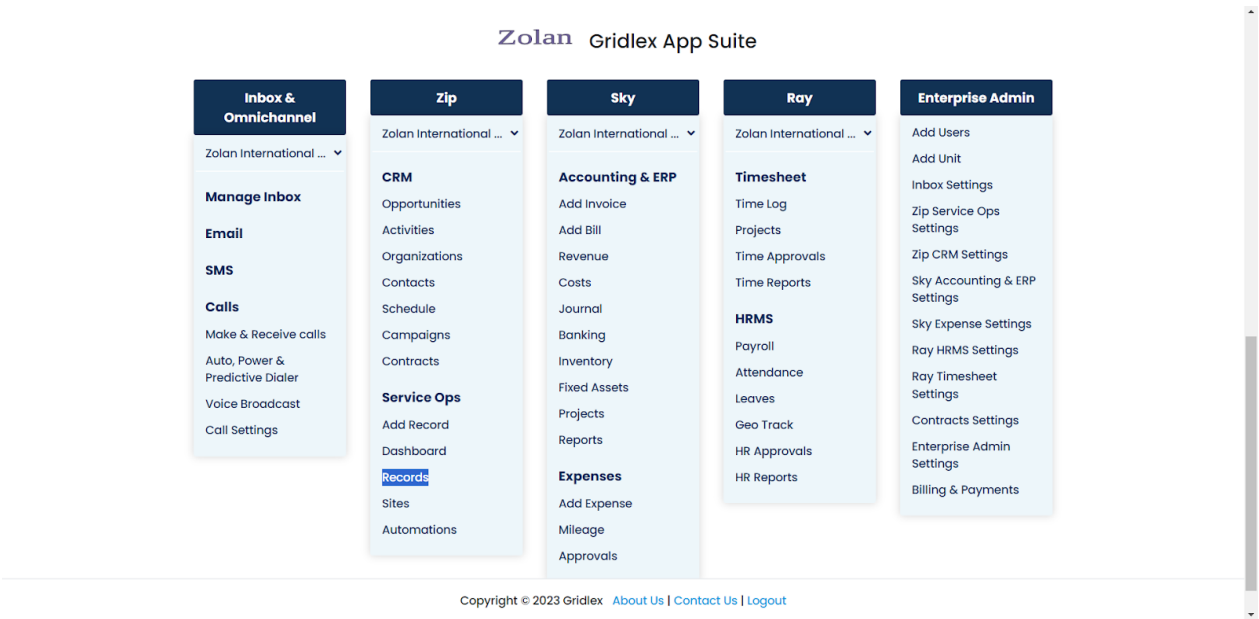 Zolan Gridlex App Suite
Inbox &
Omnichannel
Zolan International ...
Manage Inbox
Email
SMS
Calls
Make & Receive calls
Auto, Power &
Predictive Dialer
Voice Broadcast
Call Settings
Zip
Zolan International ...
CRM
Opportunities
Activities
Organizations
Contacts
Schedule
Campaigns
Contracts
Service Ops
Add Record
Dashboard
Records
Sites
Automations
Sky
Zolan International ...
Accounting & ERP
Add Invoice
Add Bill
Revenue
Costs
Journal
Banking
Inventory
Fixed Assets
Projects
Reports
Expenses
Add Expense
Mileage
Approvals
Ray
Zolan International ...
Timesheet
Time Log
Projects
Time Approvals
Time Reports
HRMS
Payroll
Attendance
Leaves
Geo Track
HR Approvals
HR Reports
Enterprise Admin
Add Users
Add Unit
Inbox Settings
Zip Service Ops
Settings
Zip CRM Settings
Sky Accounting & ERP
Settings
Sky Expense Settings
Ray HRMS Settings
Ray Timesheet
Settings
Contracts Settings
Enterprise Admin
Settings
Billing & Payments
Copyright © 2023 Gridlex About Us | Contact Us | Logout